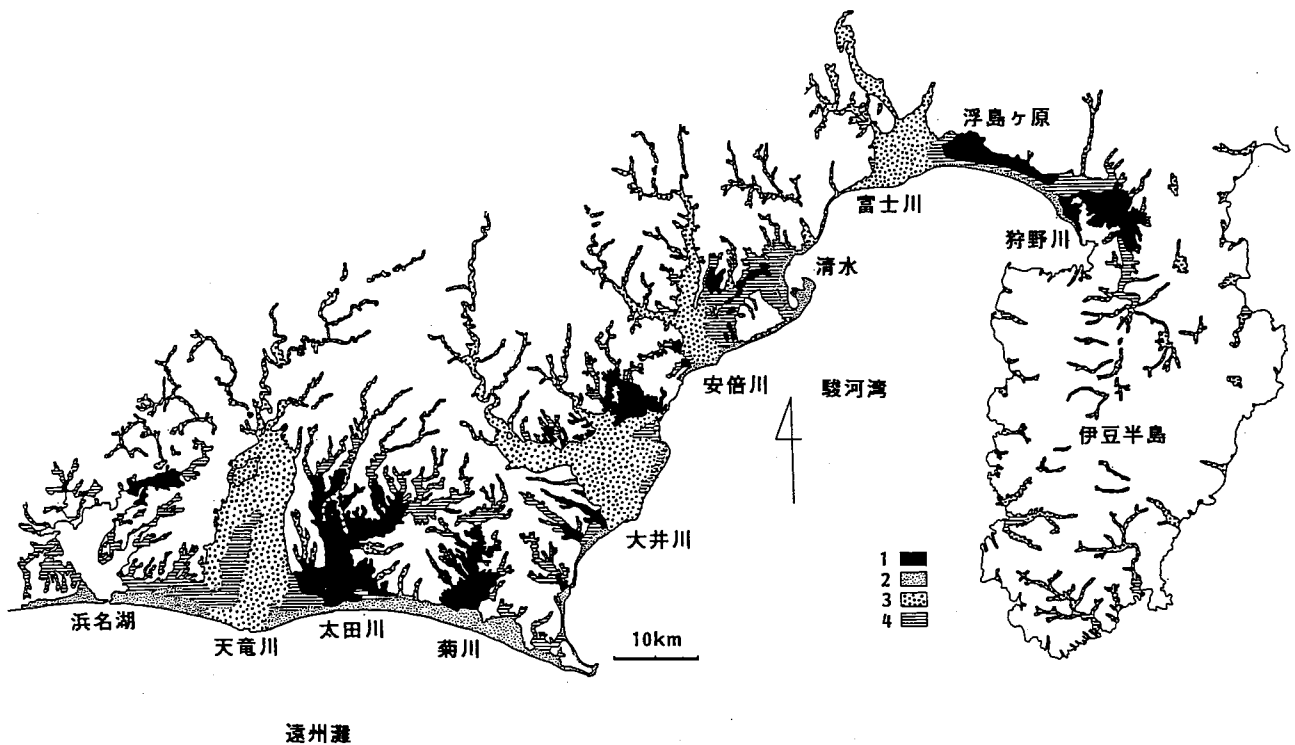 浮島ヶ原
富士川
狩野川
清水
安倍川
駿河湾
伊豆半島
大井川
1
2
3
4
浜名湖
天竜川
太田川
菊川
10km
遠州灘